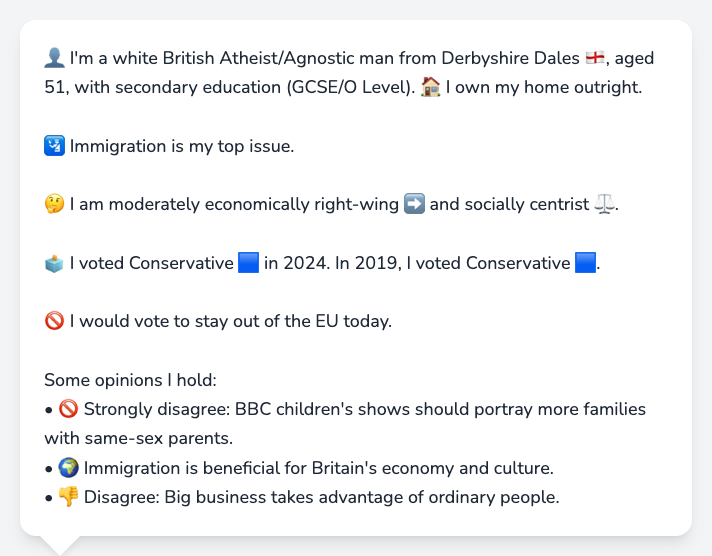 👤 I'm a white British Atheist/Agnostic man from Derbyshire Dales 🏴󠁧󠁢󠁥󠁮󠁧󠁿, aged
51, with secondary education (GCSE/O Level). 🏠 I own my home outright.
🛂 Immigration is my top issue.
🤔 I am moderately economically right-wing ➡️ and socially centrist ⚖️.
🗳️ I voted Conservative 🟦 in 2024. In 2019, I voted Conservative 🟦.
🚫 I would vote to stay out of the EU today.
Some opinions I hold:
• 🚫 Strongly disagree: BBC children's shows should portray more families
with same-sex parents.
• 🌍 Immigration is beneficial for Britain's economy and culture.
• 👎 Disagree: Big business takes advantage of ordinary people.